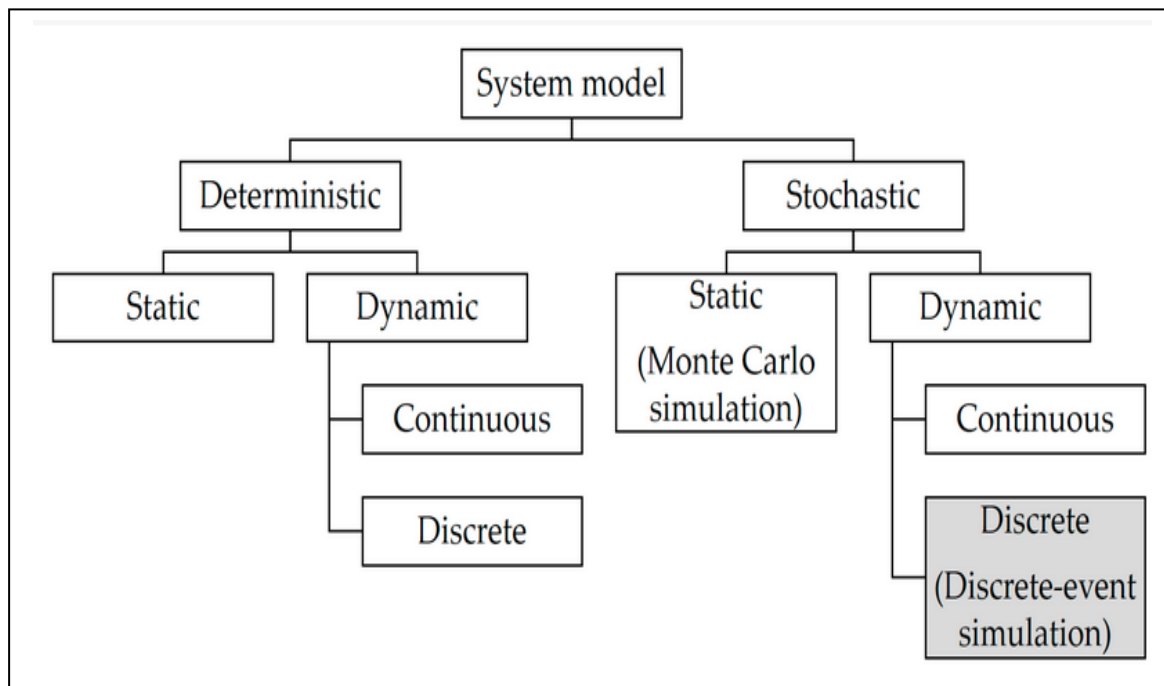 System model
Deterministic
Stochastic
Static
Dynamic
Static
(Monte Carlo
simulation)
Dynamic
Continuous
Discrete
Continuous
Discrete
(Discrete-event
simulation)